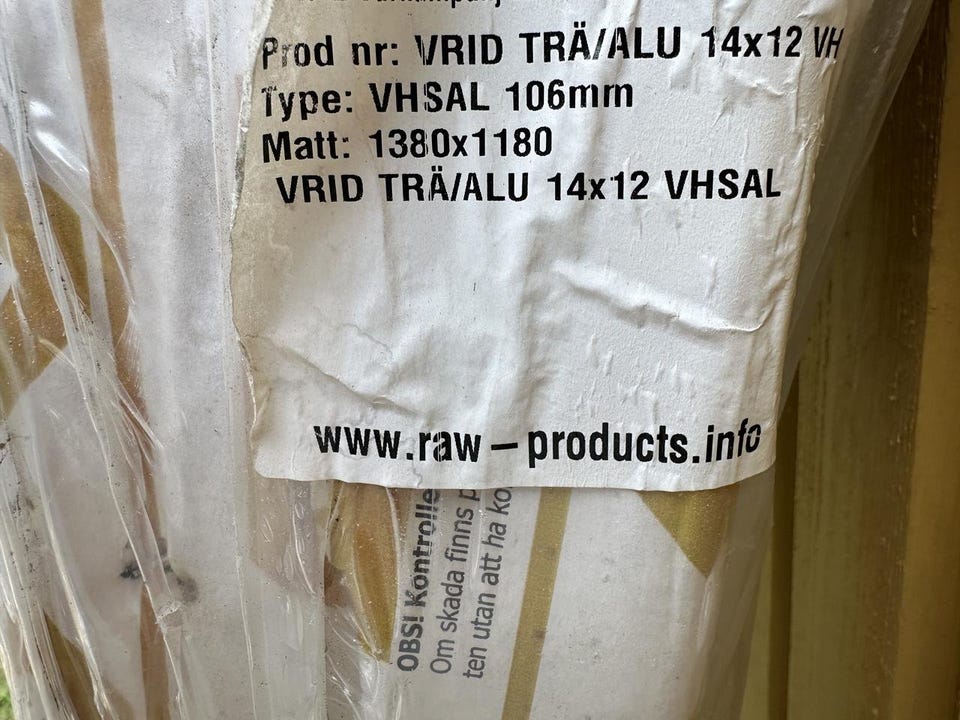 Prod nr: VRID TRÄ/ALU 14x12 VH
Type: VHSAL 106mm
Matt: 1380x1180
VRID TRÄ/ALU 14x12 VHSAL
www.raw-products.info
OBS! Kontrolle
Om skada finns p
ten utan att ha ko